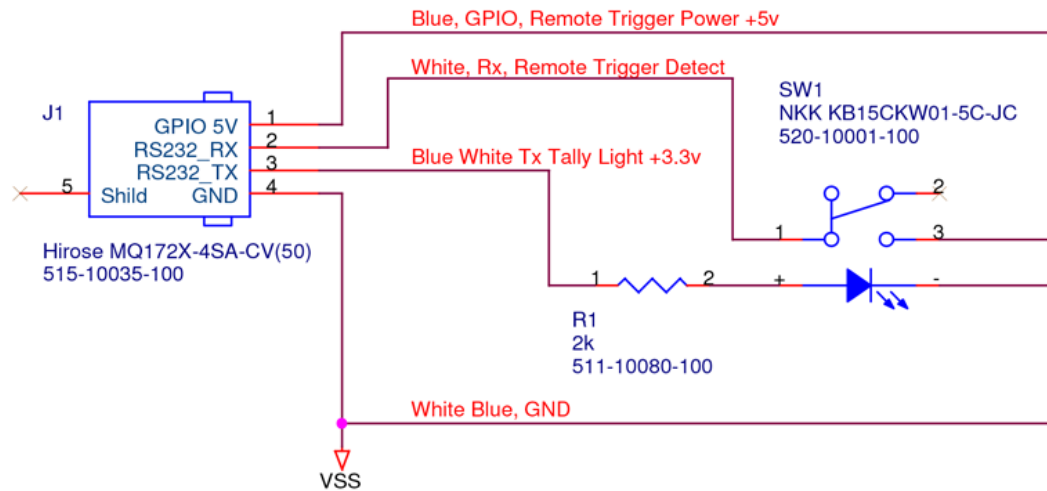 Blue, GPIO, Remote Trigger Power +5v
White, Rx, Remote Trigger Detect
SW1
NKK KB15CKW01-5C-JC
520-10001-100
J1
GPIO 5V 1
RS232_RX 2
Blue White Tx Tally Light +3.3v
RS232_TX 3
5 Shild GND 4
2
1 3
Hirose MQ172X-4SA-CV(50)
515-10035-100
1 2 + -
R1
2k
511-10080-100
White Blue, GND
VSS